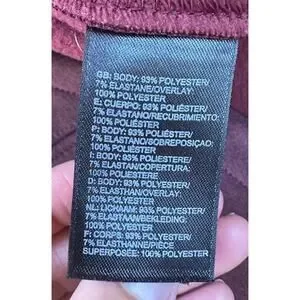 GB: BODY: 93% POLYESTER/
7% ELASTANE/OVERLAY:
100% POLYESTER
E: CUERPO: 93% POLIÉSTER/
7% ELASTANO/RECUBRIMIENTO:
100% POLIÉSTER
P: BODY: 93% POLIÉSTER/
7% ELASTANO/SOBREPOSIÇAO:
100% POLIÉSTER
I: BODY: 93% POLIESTERE/
7% ELASTAN/COPERTURA:
100% POLIESTERE
D: BODY: 93% POLYESTER/
7% ELASTHAN/OVERLAY:
100% POLYESTER
NL: LICHAAM: 93% POLYESTER/
7% ELASTAAN/BEKLEDING:
100% POLYESTER
F: CORPS: 93% POLYESTER/
7% ELASTHANNE/PIÈCE
SUPERPOSÉE: 100% POLYESTER